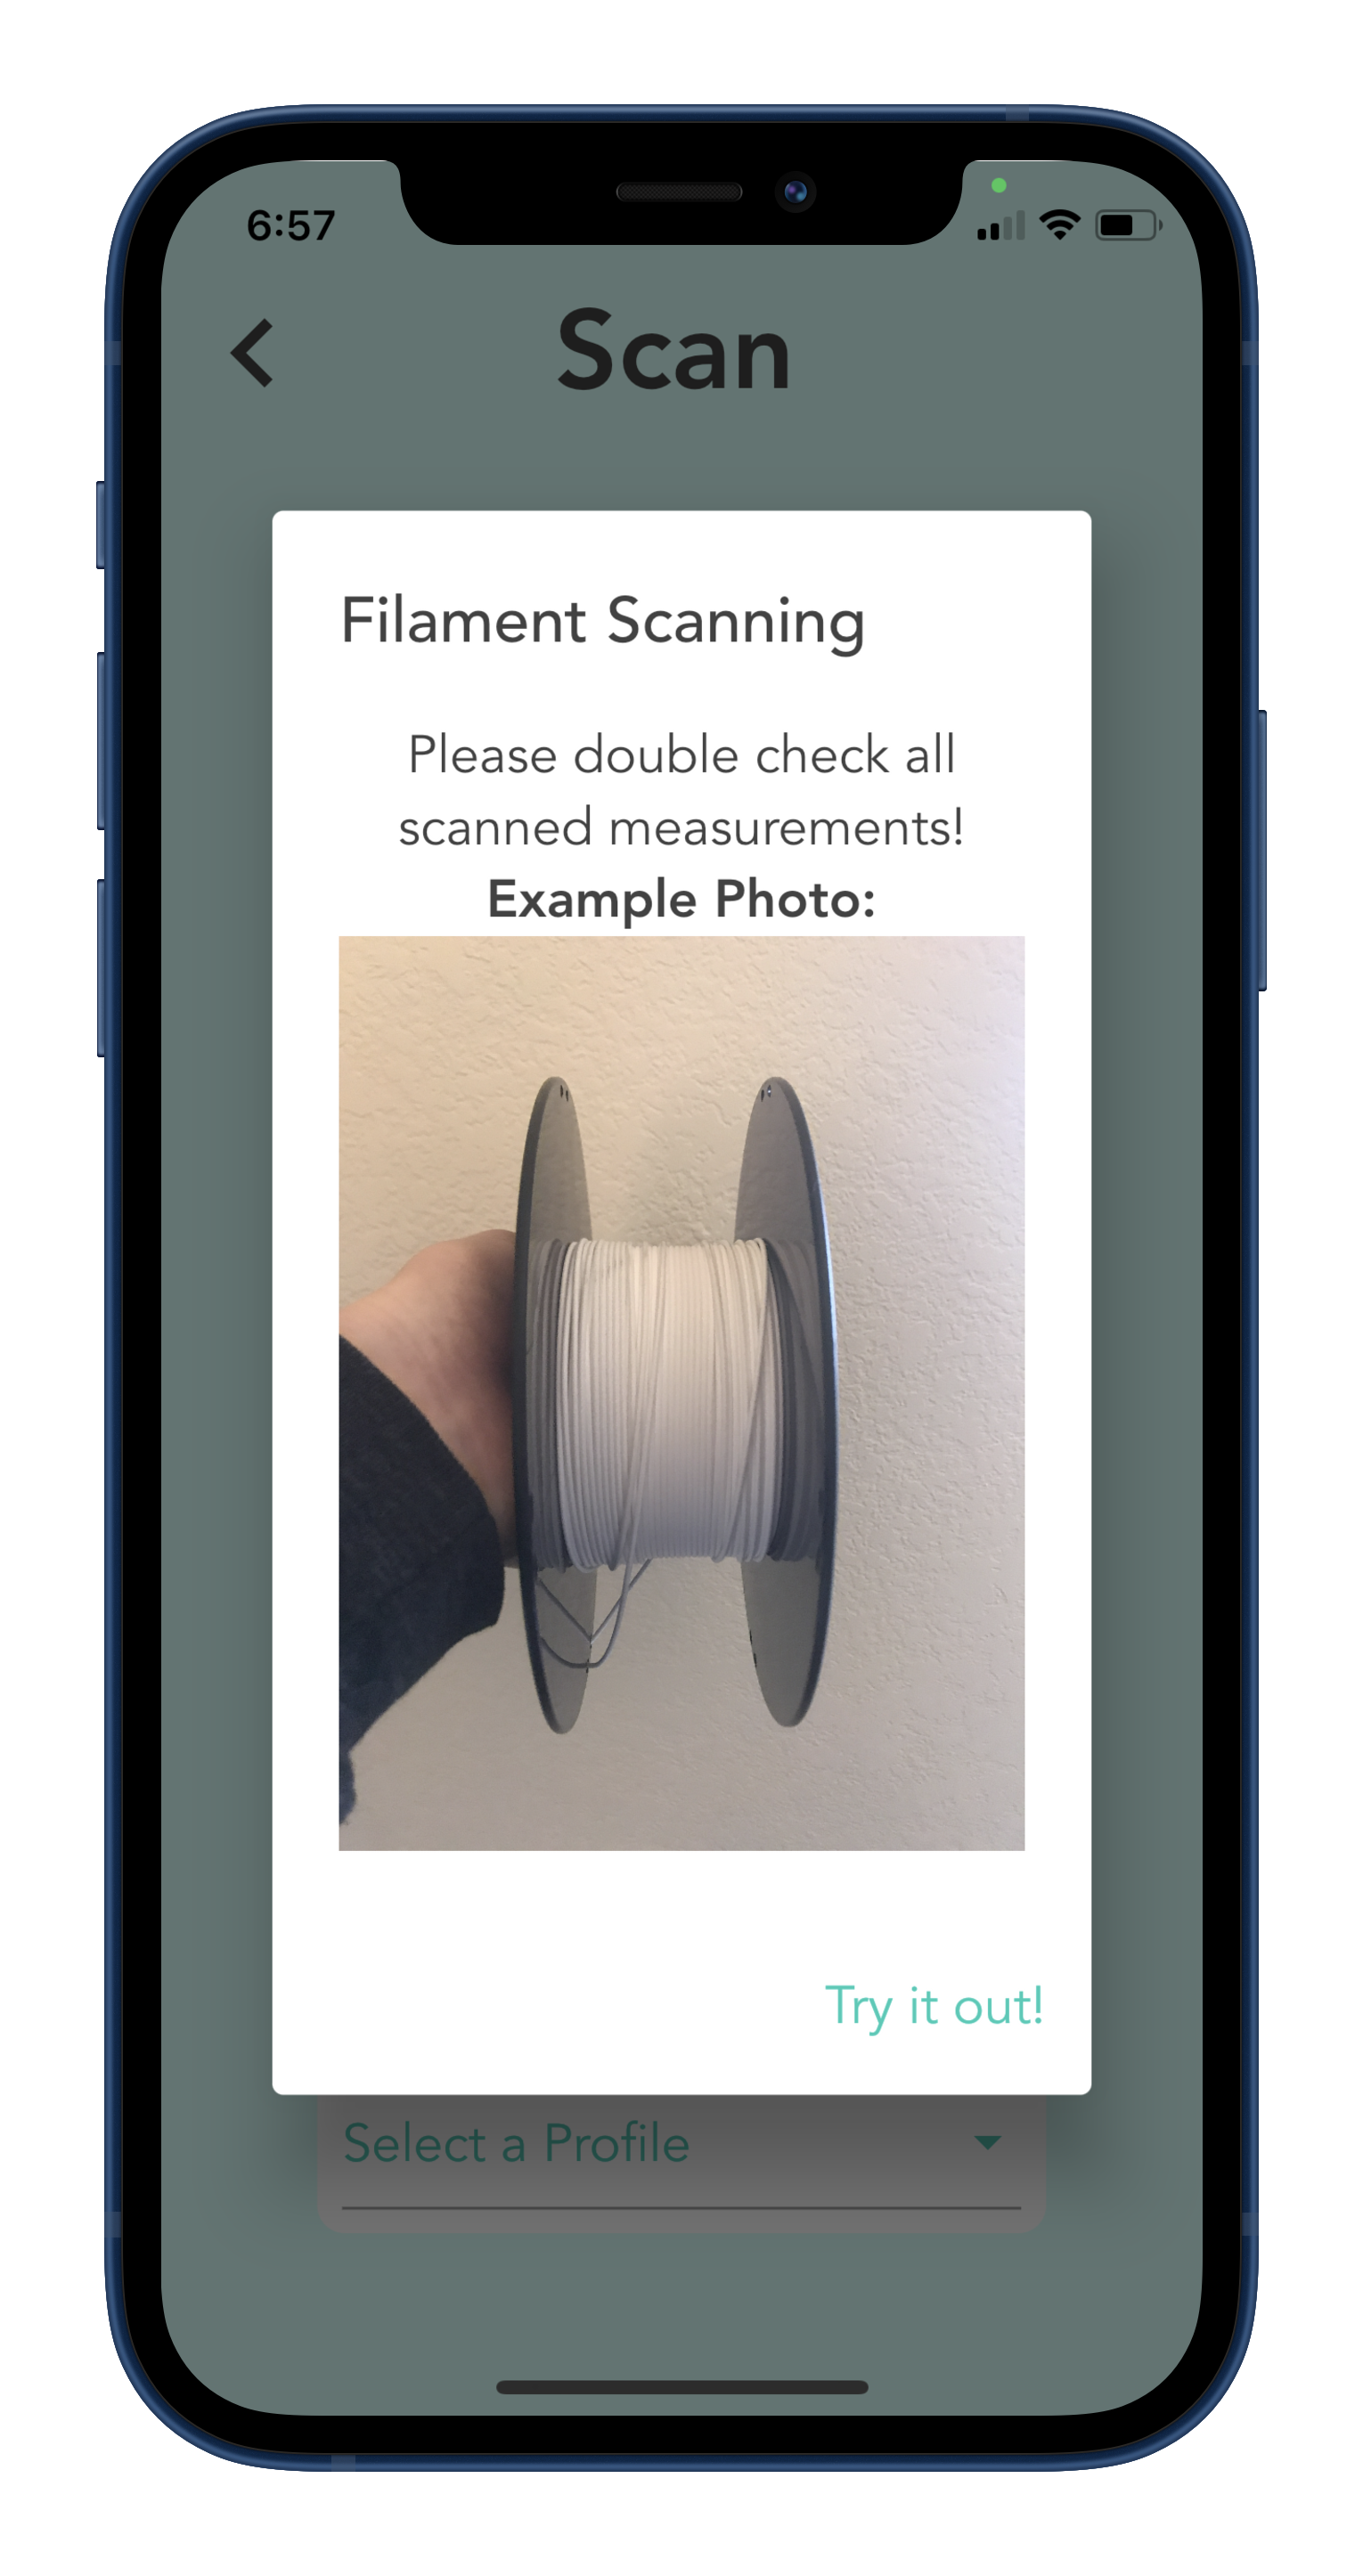 6:57
Scan
Filament Scanning
Please double check all
scanned measurements!
Example Photo:
Try it out!
Select a Profile